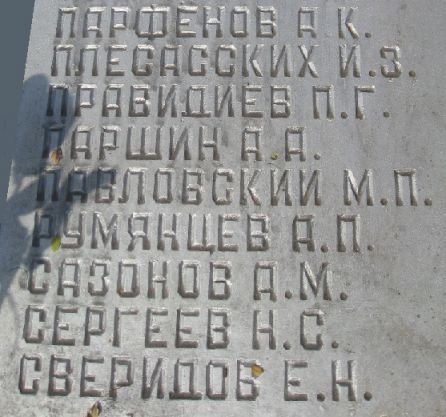 ПАРФЁНОВ А К.
ПЛЕСАССКИХ И.З.
ПРАВИДИЕВ П.Г.
ПАРШИН А.А.
ПАВЛОВСКИЙ М.П.
РУМЯНЦЕВ А.П.
САЗОНОВ А.М.
СЕРГЕЕВ Н.С.
СВЕРИДОВ Е.Н.